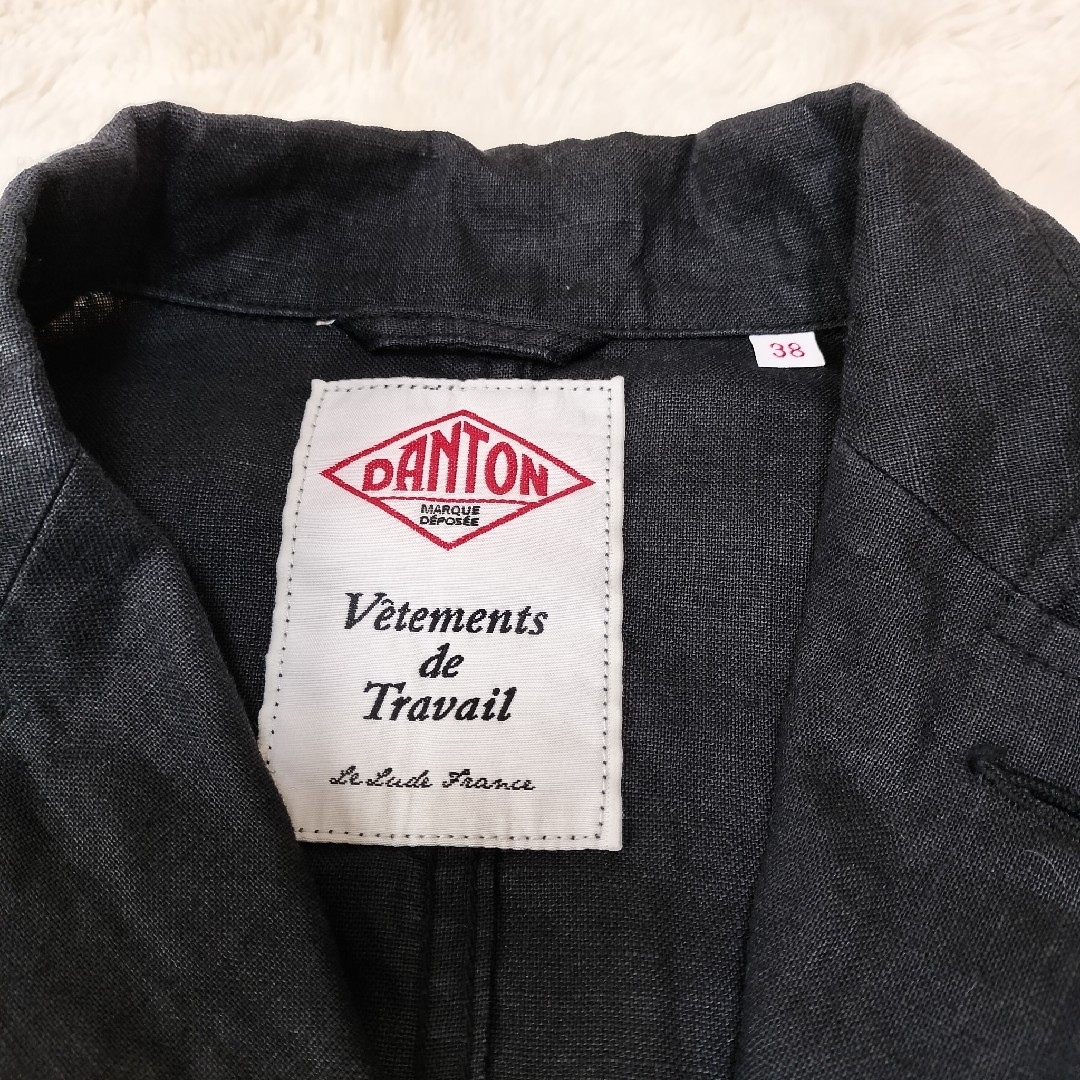 38
DANTON
MARQUE
DÉPOSÉE
Vêtements
de
Travail
Le Lude France